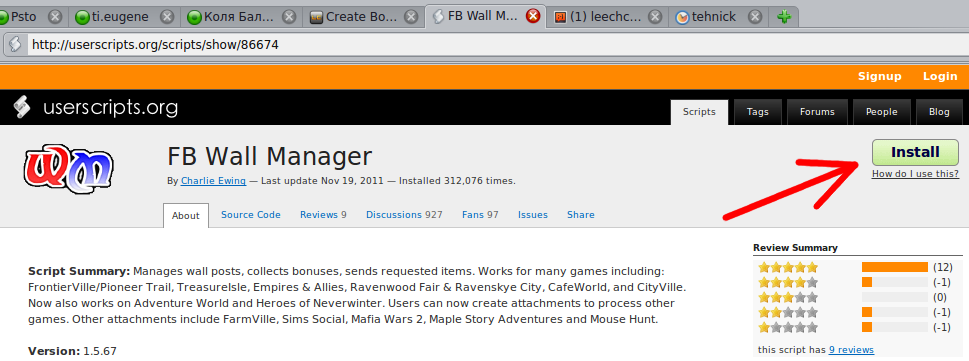 Psto
ti.eugene
Коля Бал...
Create Bo...
FB Wall M...
(1) leechc...
tehnick
http://userscripts.org/scripts/show/86674
Signup Login
userscripts.org
Scripts Tags Forums People Blog
WM
FB Wall Manager
Install
By Charlie Ewing — Last update Nov 19, 2011 — Installed 312,076 times.
How do I use this?
About Source Code Reviews 9 Discussions 927 Fans 97 Issues Share
Script Summary: Manages wall posts, collects bonuses, sends requested items. Works for many games including:
FrontierVille/Pioneer Trail, TreasureIsle, Empires & Allies, Ravenwood Fair & Ravenskye City, CafeWorld, and CityVille.
Now also works on Adventure World and Heroes of Neverwinter. Users can now create attachments to process other
games. Other attachments include FarmVille, Sims Social, Mafia Wars 2, Maple Story Adventures and Mouse Hunt.
Version: 1.5.67
Review Summary
(12)
(-1)
(0)
(-1)
(-1)
this script has 9 reviews